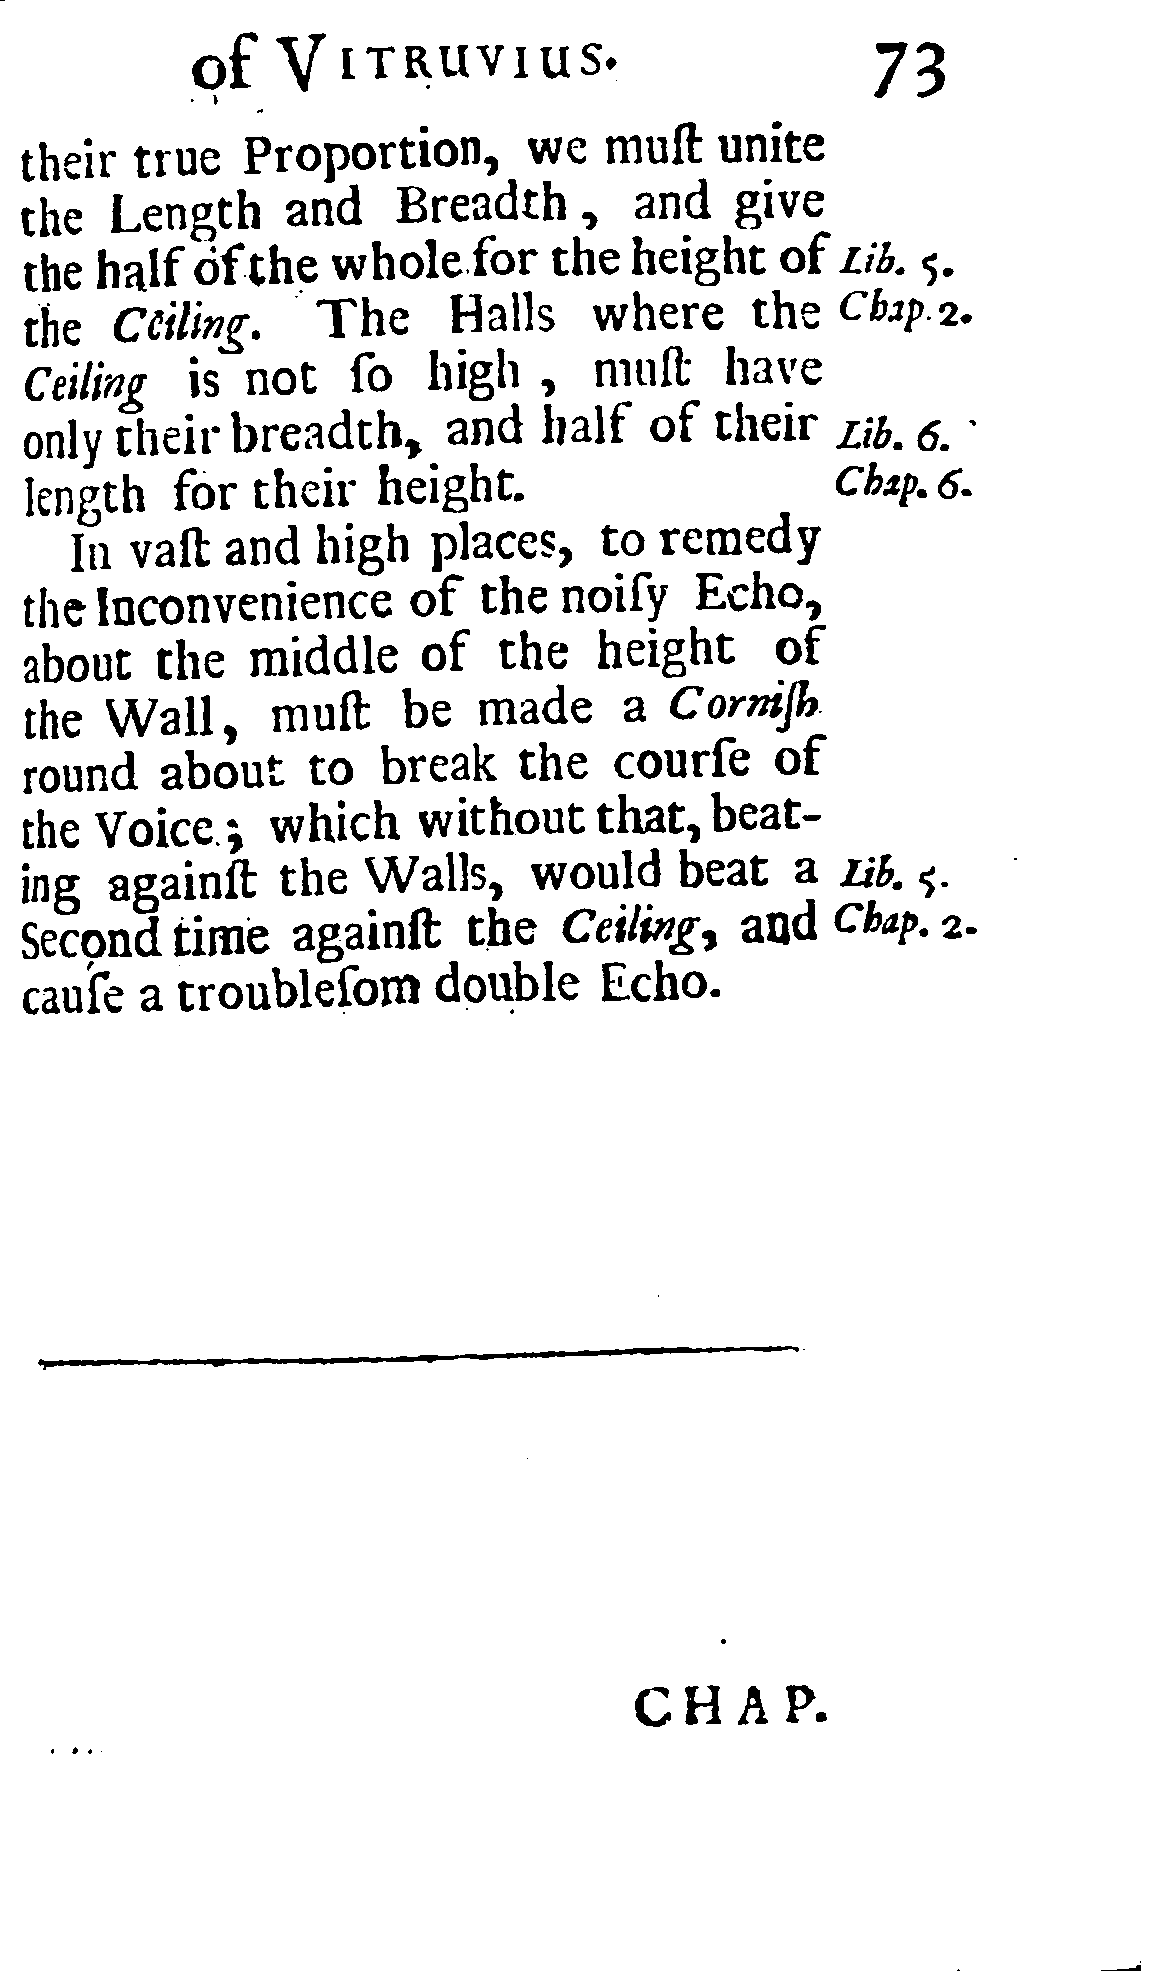 of VITRUVIUS. 73
their true Proportion, we muſt unite
the Length and Breadth, and give
the half of the whole for the height of Lib. 5.
the Ceiling. The Halls where the Chap. 2.
Ceiling is not ſo high, muſt have
only their breadth, and half of their Lib. 6.
length for their height. Chap. 6.
In vaſt and high places, to remedy
the Inconvenience of the noiſy Echo,
about the middle of the height of
the Wall, muſt be made a Corniſh
round about to break the courſe of
the Voice; which without that, beat-
ing againſt the Walls, would beat a Lib. 5.
Second time againſt the Ceiling, and Chap. 2.
cauſe a troubleſom double Echo.
CHAP.